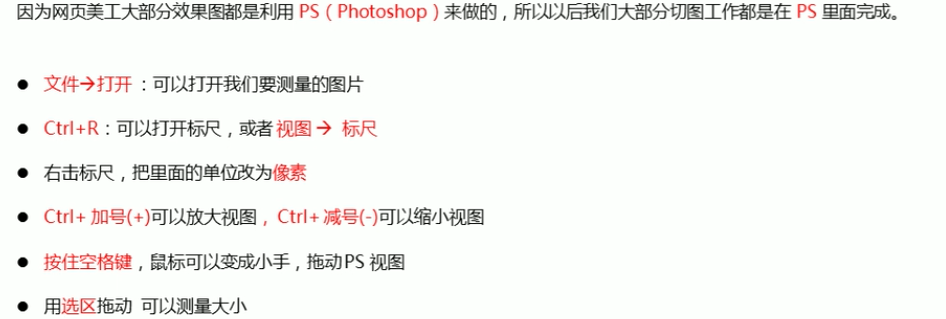 因为网页美工大部分效果图都是利用 PS（Photoshop）来做的，所以以后我们大部分切图工作都是在 PS 里面完成。
● 文件→打开 ：可以打开我们要测量的图片
● Ctrl+R：可以打开标尺，或者 视图 → 标尺
● 右击标尺，把里面的单位改为像素
● Ctrl+ 加号(+)可以放大视图， Ctrl+ 减号(-)可以缩小视图
● 按住空格键，鼠标可以变成小手，拖动 PS 视图
● 用选区拖动 可以测量大小